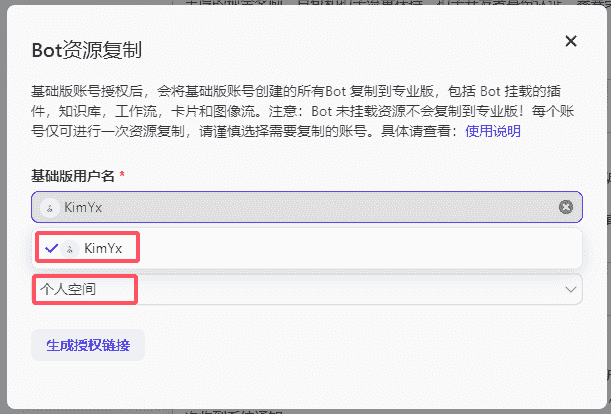 Bot资源复制
基础版账号授权后，会将基础版账号创建的所有Bot 复制到专业版，包括 Bot 挂载的插
件，知识库，工作流，卡片和图像流。注意：Bot 未挂载资源不会复制到专业版！每个账
号仅可进行一次资源复制，请谨慎选择需要复制的账号。具体请查看：使用说明
基础版用户名 *
KimYx
KimYx
个人空间
生成授权链接